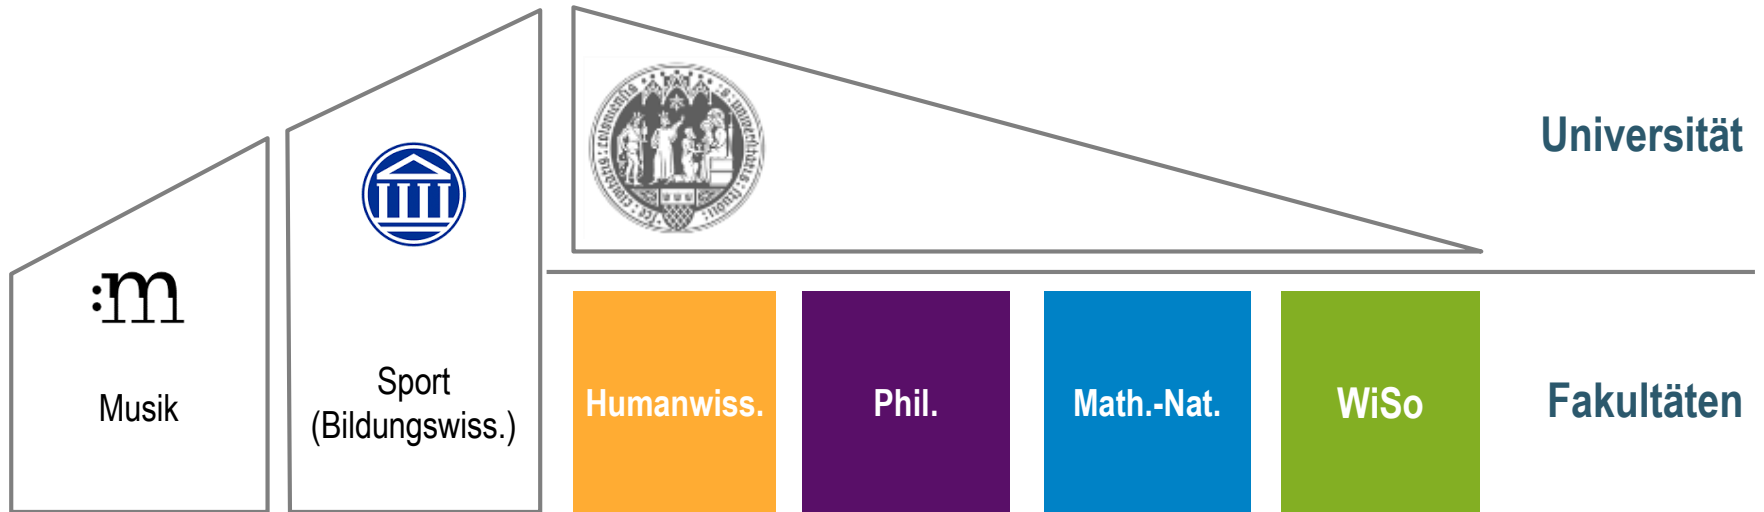 Universität
:m
Musik
Sport
(Bildungswiss.)
Humanwiss.
Phil.
Math.-Nat.
WiSo
Fakultäten